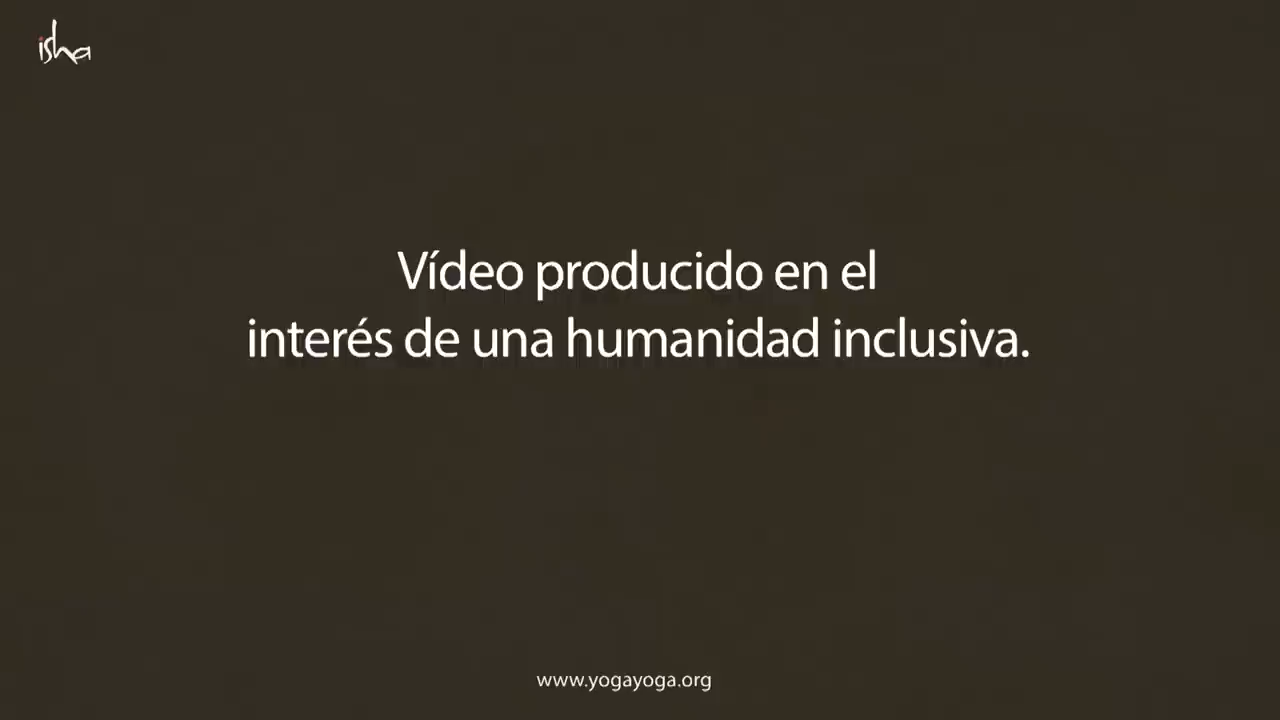 isha
Vídeo producido en el
interés de una humanidad inclusiva.
www.yogayoga.org